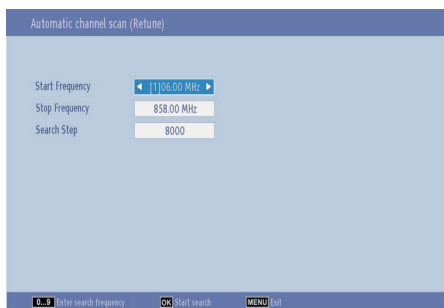 Automatic channel scan (Retune)
Start Frequency ◀ [1]06.00 MHz ▶
Stop Frequency 858.00 MHz
Search Step 8000
0...9 Enter search frequency OK Start search MENU Exit